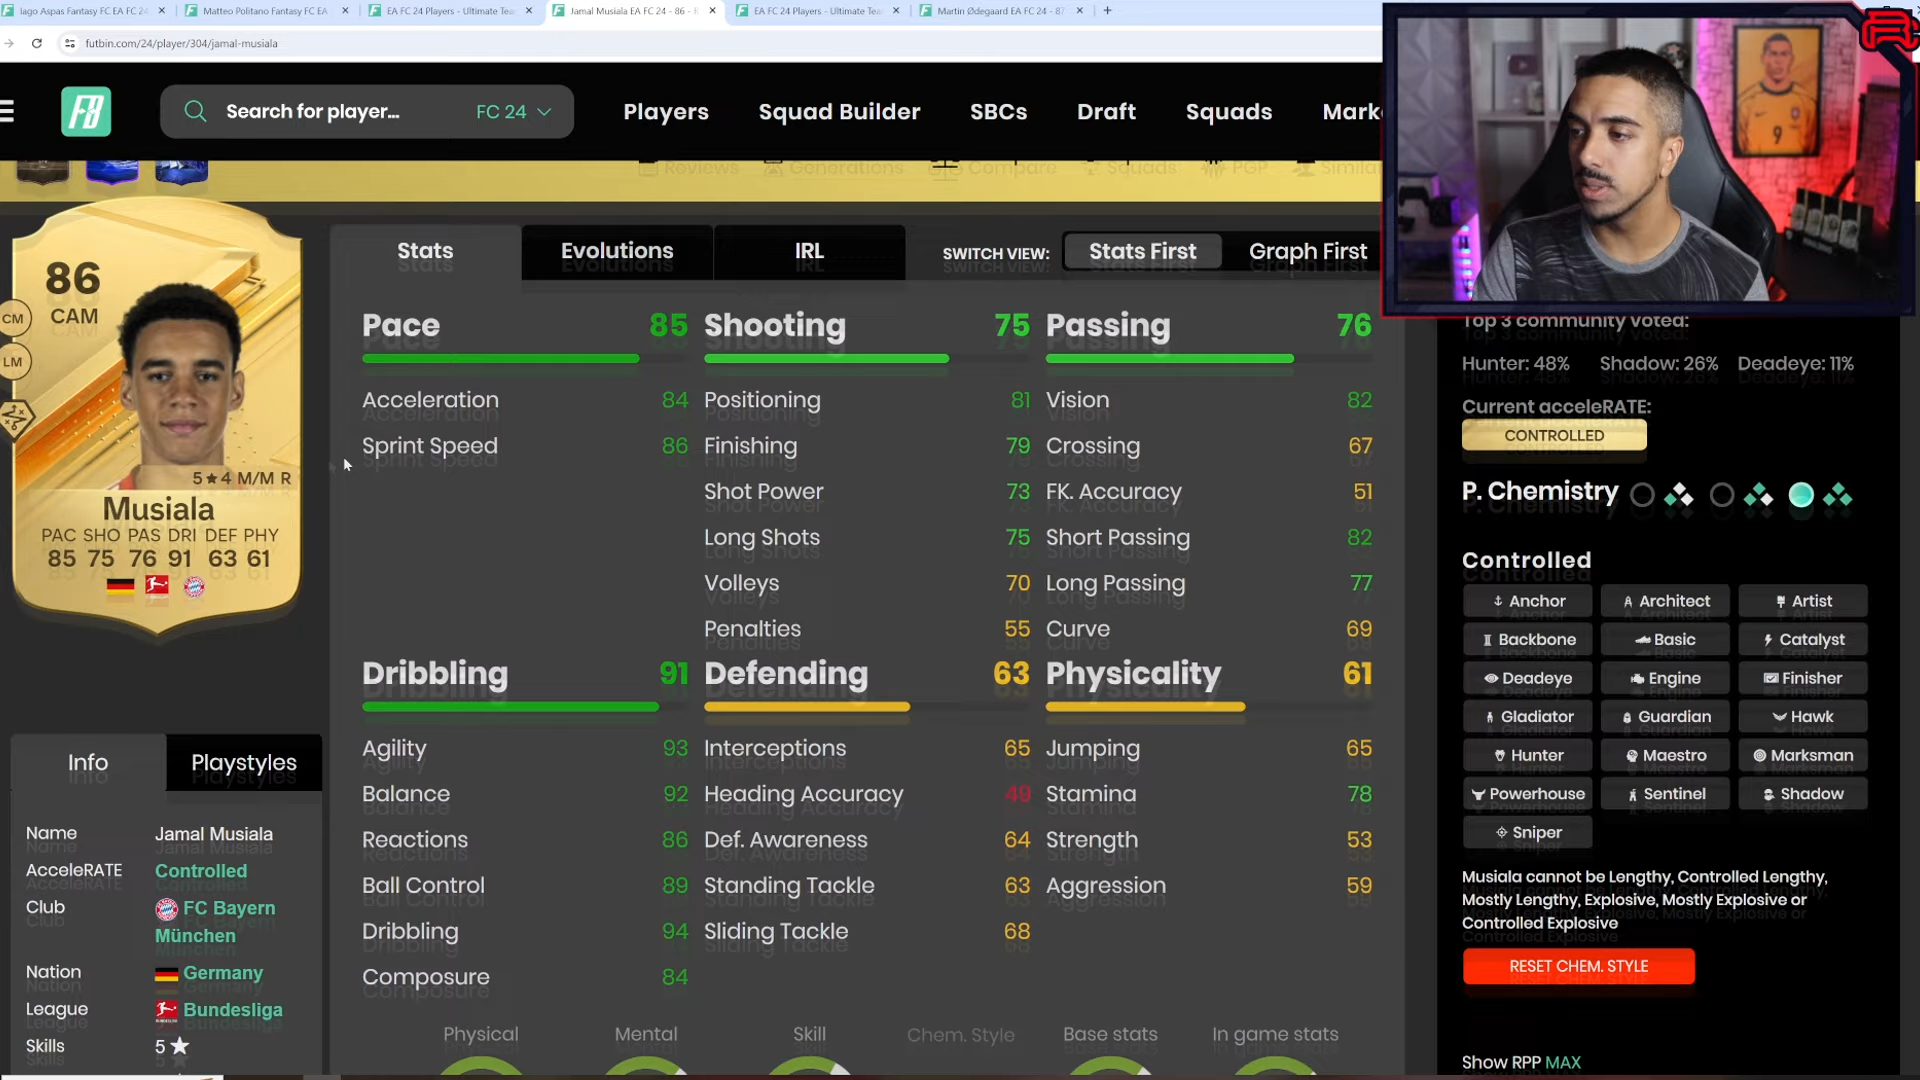 Iago Aspas Fantasy FC EA FC 24
Matteo Politano Fantasy FC EA
EA FC 24 Players - Ultimate Tea
Jamal Musiala EA FC 24 - 86 - R
EA FC 24 Players - Ultimate Tea
Martin Ødegaard EA FC 24 - 87
futbin.com/24/player/304/jamal-musiala
Search for player... FC 24
Players Squad Builder SBCs Draft Squads Mark
Reviews Generations Compare Squads PGP Simila
86
CAM
CM
LM
5★4 M/M R
Musiala
PAC SHO PAS DRI DEF PHY
85 75 76 91 63 61
Stats Evolutions IRL SWITCH VIEW: Stats First Graph First
Pace 85
Acceleration 84
Sprint Speed 86
Shooting 75
Positioning 81
Finishing 79
Shot Power 73
Long Shots 75
Volleys 70
Penalties 55
Passing 76
Vision 82
Crossing 67
FK. Accuracy 51
Short Passing 82
Long Passing 77
Curve 69
Dribbling 91
Agility 93
Balance 92
Reactions 86
Ball Control 89
Dribbling 94
Composure 84
Defending 63
Interceptions 65
Heading Accuracy 49
Def. Awareness 64
Standing Tackle 63
Sliding Tackle 68
Physicality 61
Jumping 65
Stamina 78
Strength 53
Aggression 59
Physical Mental Skill Chem. Style Base stats In game stats
Info Playstyles
Name Jamal Musiala
AcceleRATE Controlled
Club FC Bayern
München
Nation Germany
League Bundesliga
Skills 5 ★
9
Top 3 community voted:
Hunter: 48% Shadow: 26% Deadeye: 11%
Current acceleRATE:
CONTROLLED
P. Chemistry
Controlled
Anchor Architect Artist
Backbone Basic Catalyst
Deadeye Engine Finisher
Gladiator Guardian Hawk
Hunter Maestro Marksman
Powerhouse Sentinel Shadow
Sniper
Musiala cannot be Lengthy, Controlled Lengthy,
Mostly Lengthy, Explosive, Mostly Explosive or
Controlled Explosive
RESET CHEM. STYLE
Show RPP MAX